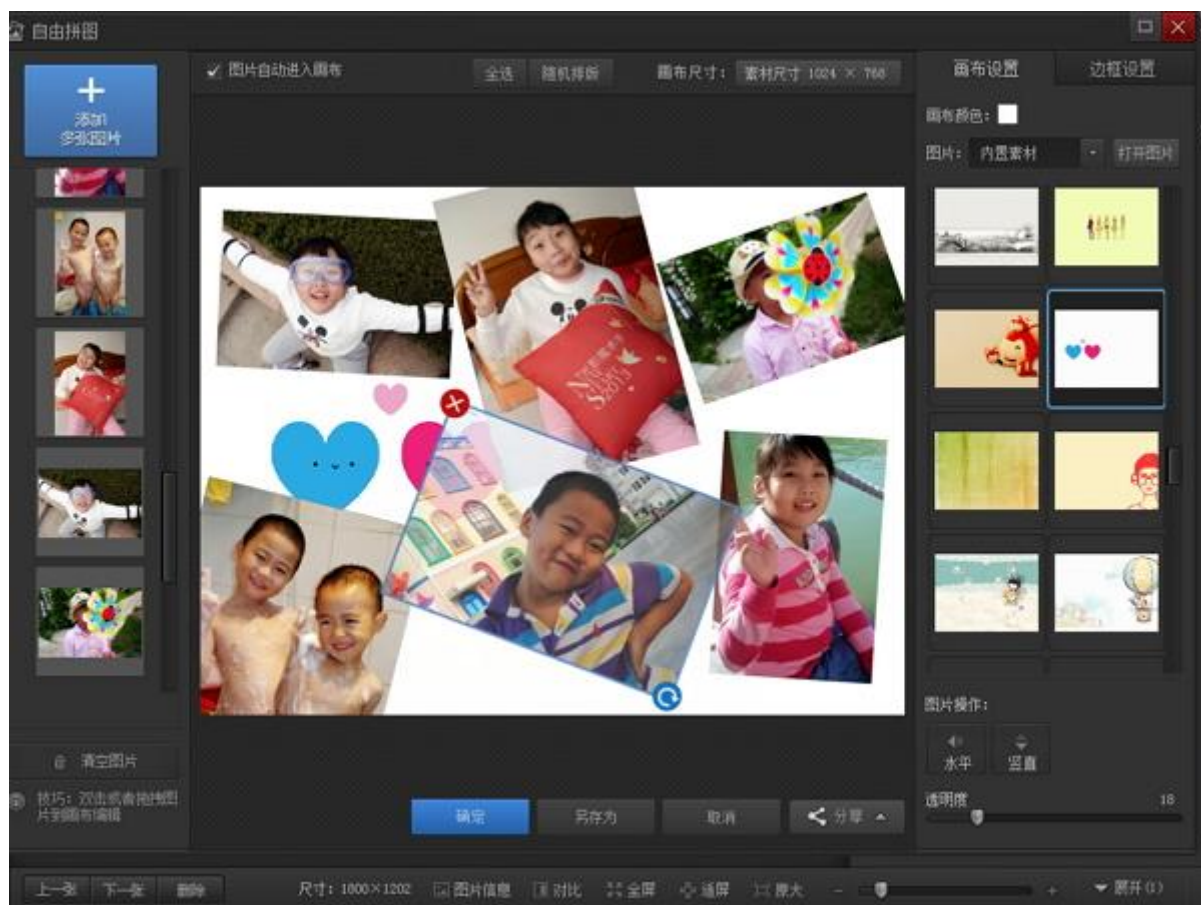 自由拼图
添加
多张图片
图片自动进入画布
全选
随机排版
画布尺寸: 素材尺寸 1024 × 768
画布设置
边框设置
画布颜色:
图片: 内置素材
打开图片
清空图片
技巧: 双击或者拖拽图
片到画布编辑
确定
另存为
取消
分享
图片操作:
水平
竖直
透明度
18
上一张
下一张
删除
尺寸: 1800×1202
图片信息
对比
全屏
适屏
原大
展开(1)